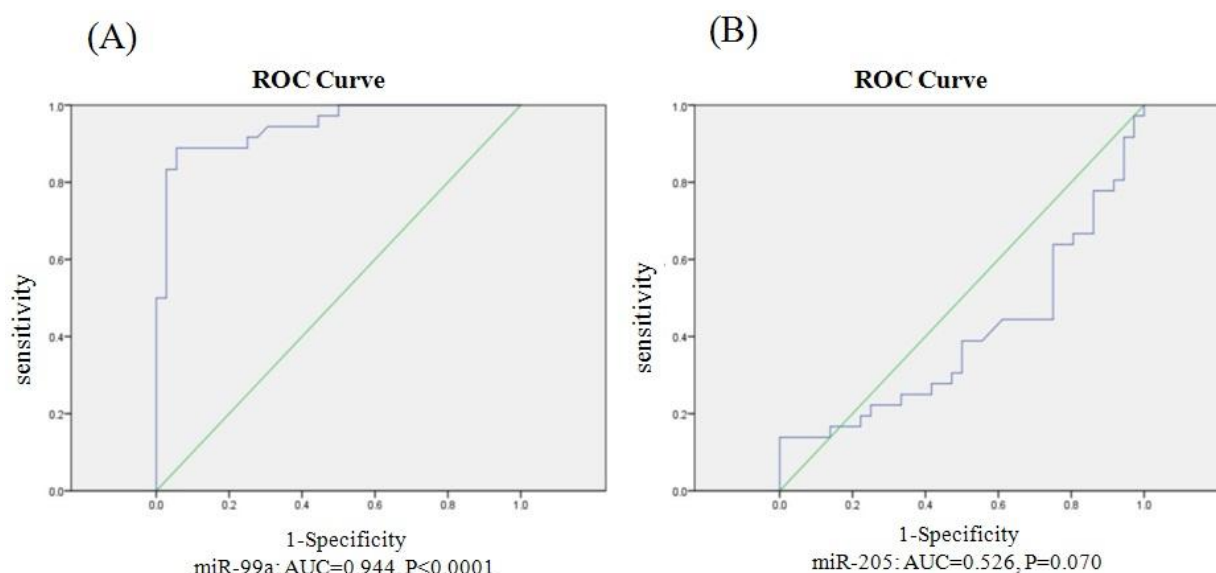 (A)
ROC Curve
1.0
0.8
0.6
0.4
0.2
0.0
sensitivity
0.0 0.2 0.4 0.6 0.8 1.0
1-Specificity
miR-99a: AUC=0.944, P<0.0001
(B)
ROC Curve
1.0
0.8
0.6
0.4
0.2
0.0
sensitivity
0.0 0.2 0.4 0.6 0.8 1.0
1-Specificity
miR-205: AUC=0.526, P=0.070